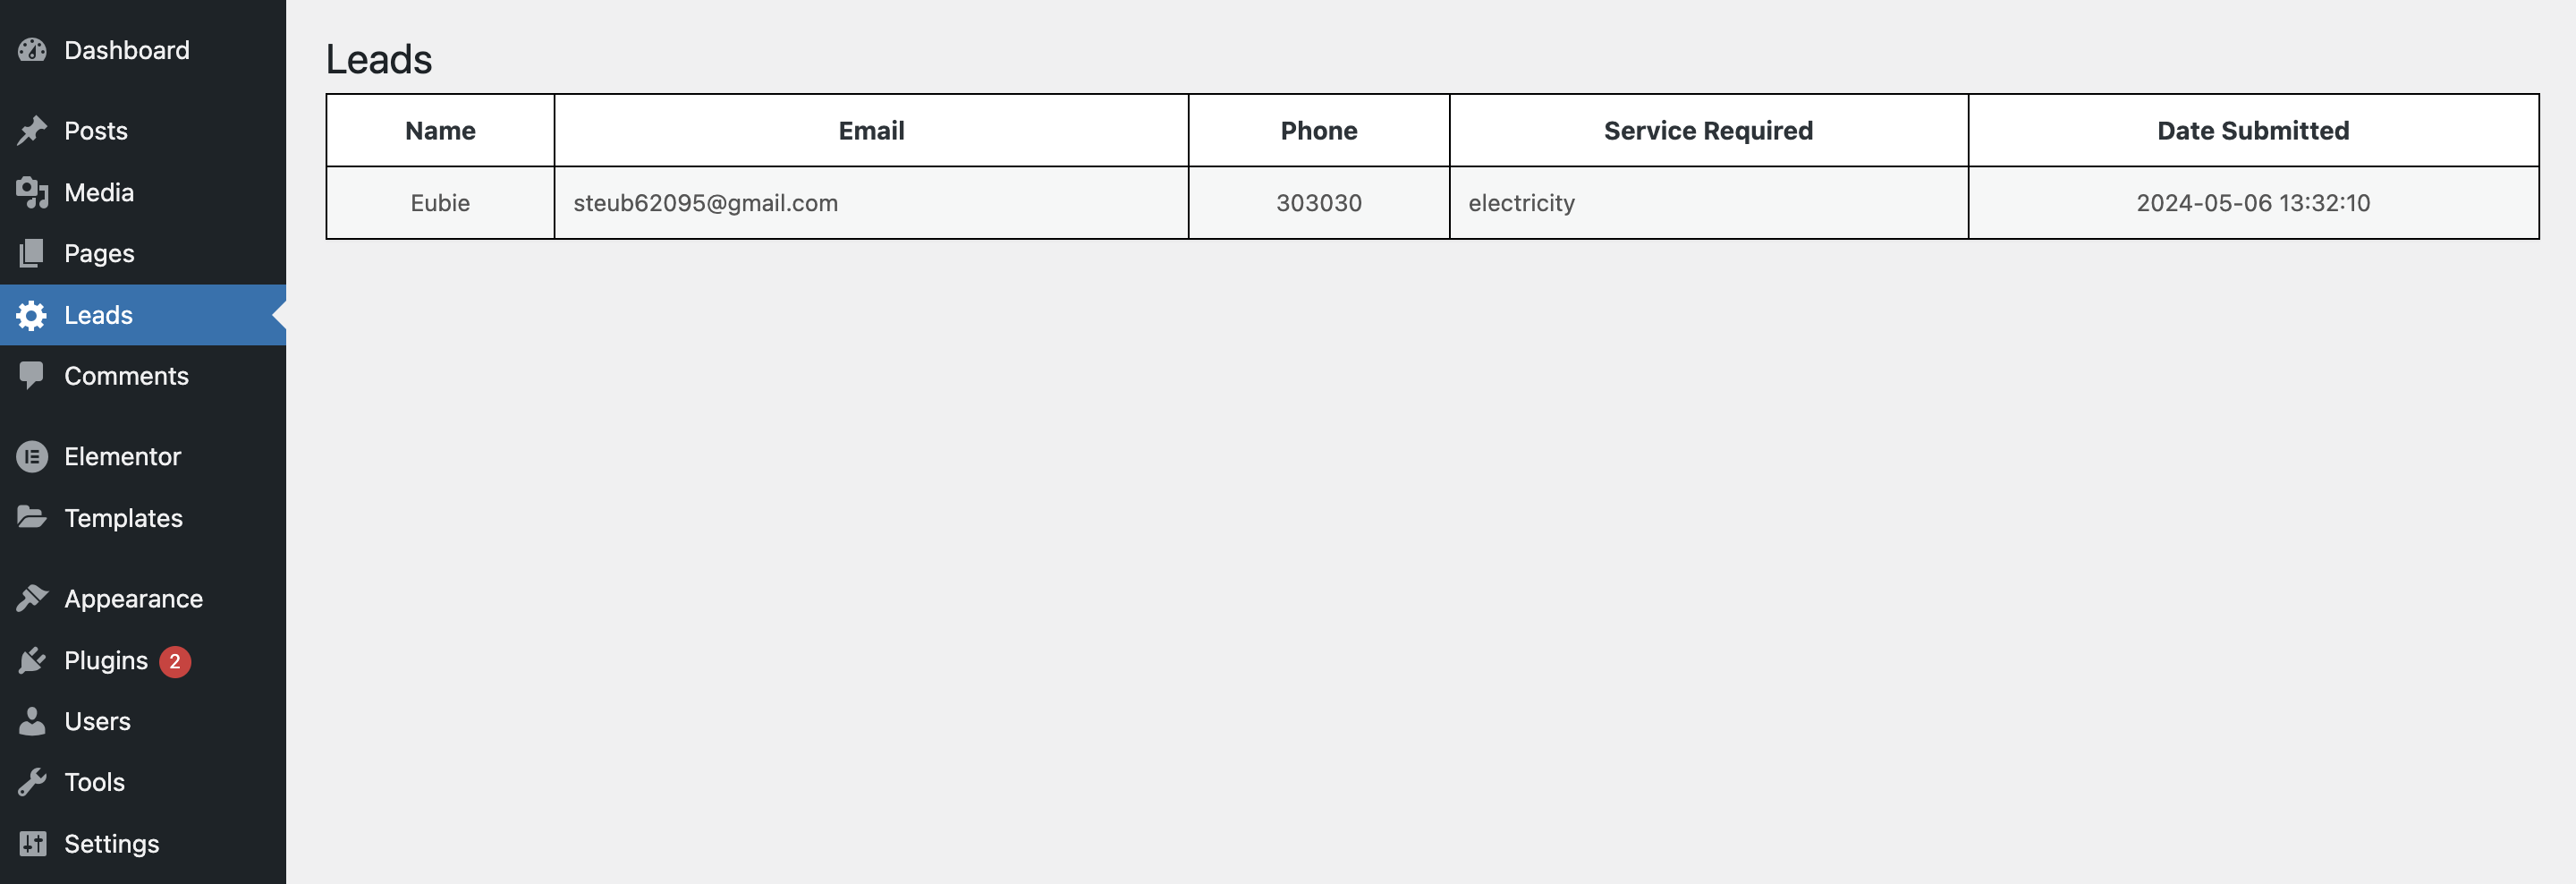 Dashboard
Posts
Media
Pages
Leads
Comments
Elementor
Templates
Appearance
Plugins 2
Users
Tools
Settings
Leads
Name Email Phone Service Required Date Submitted
Eubie steub62095@gmail.com 303030 electricity 2024-05-06 13:32:10